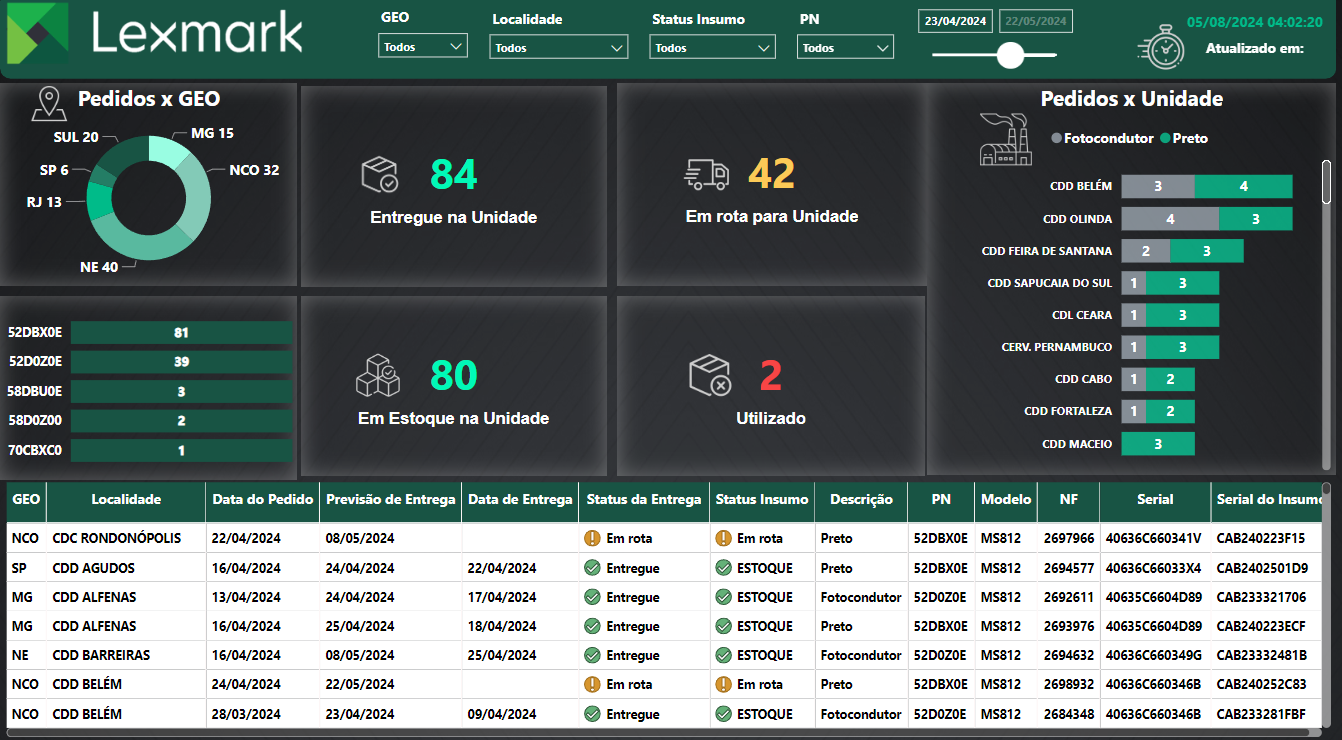 Lexmark
GEO
Todos
Localidade
Todos
Status Insumo
Todos
PN
Todos
23/04/2024
22/05/2024
05/08/2024 04:02:20
Atualizado em:
Pedidos x GEO
SUL 20
MG 15
SP 6
NCO 32
RJ 13
NE 40
84
Entregue na Unidade
42
Em rota para Unidade
Pedidos x Unidade
Fotocondutor Preto
CDD BELÉM 3 4
CDD OLINDA 4 3
CDD FEIRA DE SANTANA 2 3
CDD SAPUCAIA DO SUL 1 3
CDL CEARA 1 3
CERV. PERNAMBUCO 1 3
CDD CABO 1 2
CDD FORTALEZA 1 2
CDD MACEIO 3
52DBX0E 81
52D0Z0E 39
58DBU0E 3
58D0Z00 2
70CBXC0 1
80
Em Estoque na Unidade
2
Utilizado
GEO Localidade Data do Pedido Previsão de Entrega Data de Entrega Status da Entrega Status Insumo Descrição PN Modelo NF Serial Serial do Insumo
NCO CDC RONDONÓPOLIS 22/04/2024 08/05/2024 Em rota Em rota Preto 52DBX0E MS812 2697966 40636C660341V CAB240223F15
SP CDD AGUDOS 16/04/2024 24/04/2024 22/04/2024 Entregue ESTOQUE Preto 52DBX0E MS812 2694577 40636C66033X4 CAB2402501D9
MG CDD ALFENAS 13/04/2024 24/04/2024 17/04/2024 Entregue ESTOQUE Fotocondutor 52D0Z0E MS812 2692611 40635C6604D89 CAB233321706
MG CDD ALFENAS 16/04/2024 25/04/2024 18/04/2024 Entregue ESTOQUE Preto 52DBX0E MS812 2693976 40635C6604D89 CAB240223ECF
NE CDD BARREIRAS 16/04/2024 08/05/2024 25/04/2024 Entregue ESTOQUE Fotocondutor 52D0Z0E MS812 2694632 40636C660349G CAB23332481B
NCO CDD BELÉM 24/04/2024 22/05/2024 Em rota Em rota Preto 52DBX0E MS812 2698932 40636C660346B CAB240252C83
NCO CDD BELÉM 28/03/2024 23/04/2024 09/04/2024 Entregue ESTOQUE Fotocondutor 52D0Z0E MS812 2684348 40636C660346B CAB233281FBF